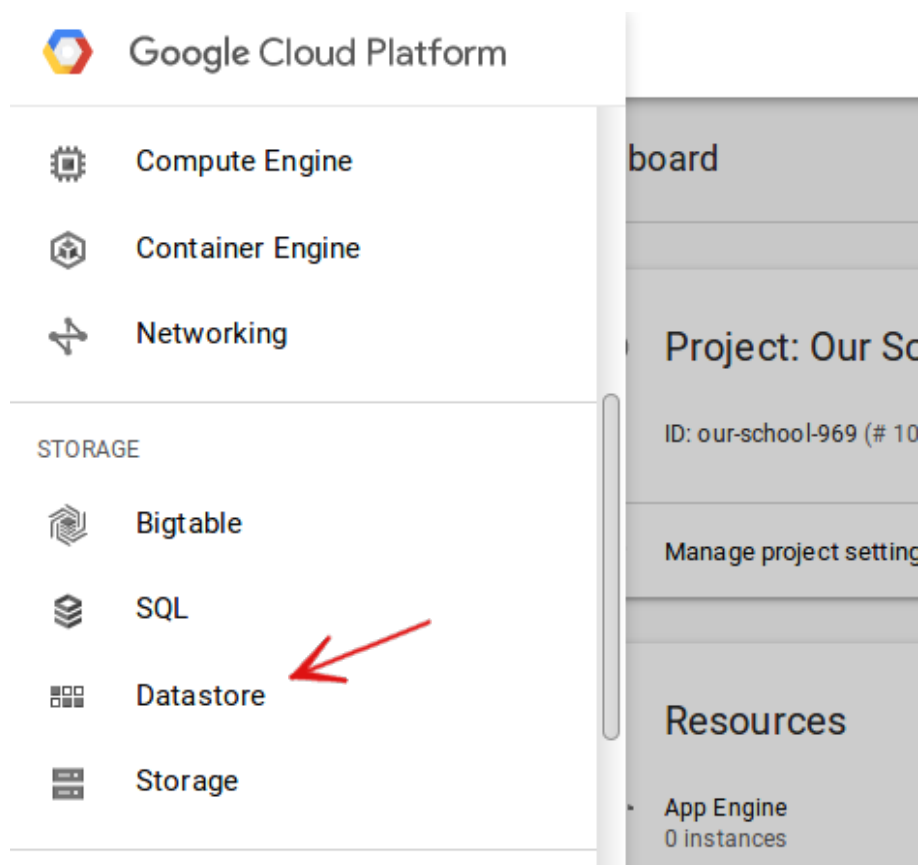 Google Cloud Platform
Compute Engine
Container Engine
Networking
STORAGE
Bigtable
SQL
Datastore
Storage
board
Project: Our Sc
ID: our-school-969 (# 10
Manage project setting
Resources
App Engine
0 instances